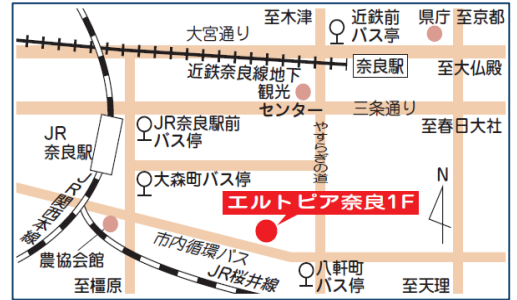 至木津
近鉄前
バス停
県庁
至京都
大宮通り
奈良駅
至大仏殿
近鉄奈良線地下
観光
センター
三条通り
JR
奈良駅
JR奈良駅前
バス停
やすらぎの道
至春日大社
大森町バス停
N
エルトピア奈良1F
JR関西本線
市内循環バス
農協会館
JR桜井線
八軒町
バス停
至橿原
至天理